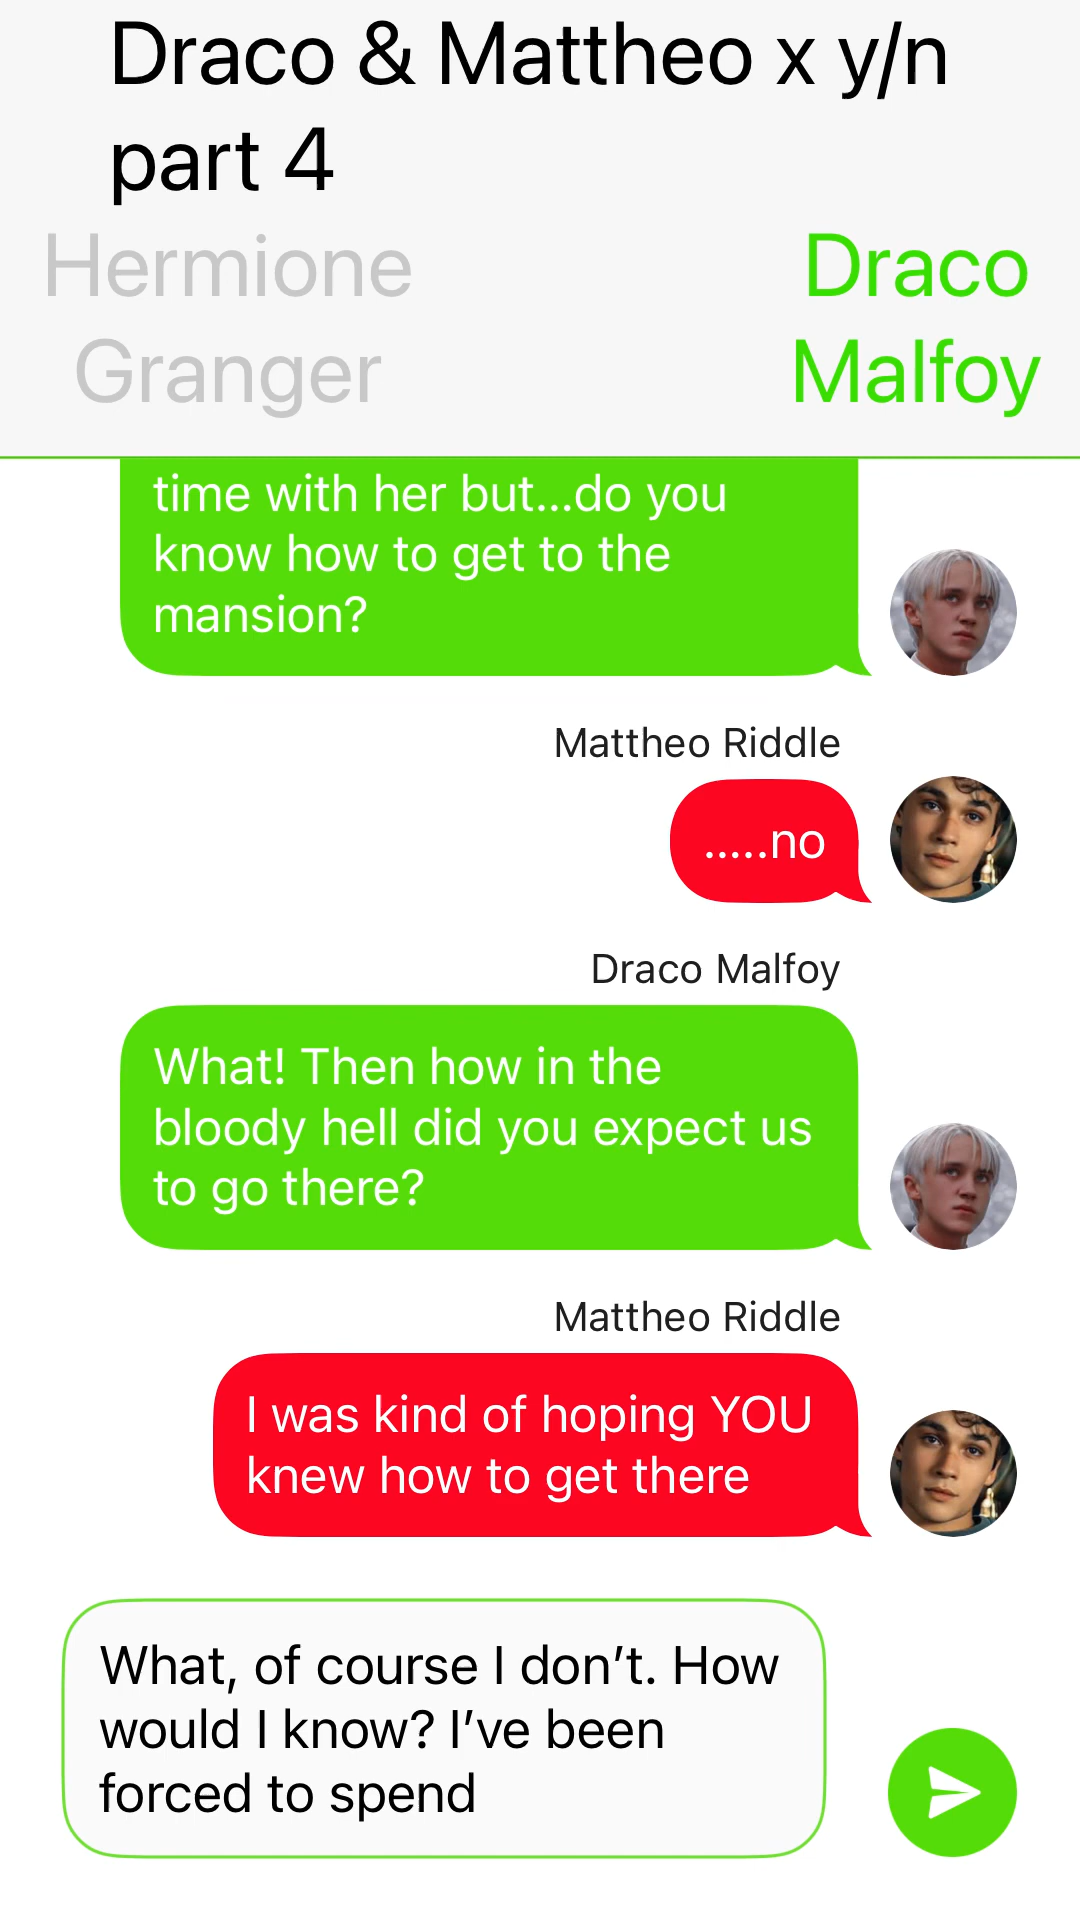 Draco & Mattheo x y/n
part 4
Hermione
Granger
Draco
Malfoy
time with her but...do you
know how to get to the
mansion?
Mattheo Riddle
.....no
Draco Malfoy
What! Then how in the
bloody hell did you expect us
to go there?
Mattheo Riddle
I was kind of hoping YOU
knew how to get there
What, of course I don’t. How
would I know? I’ve been
forced to spend